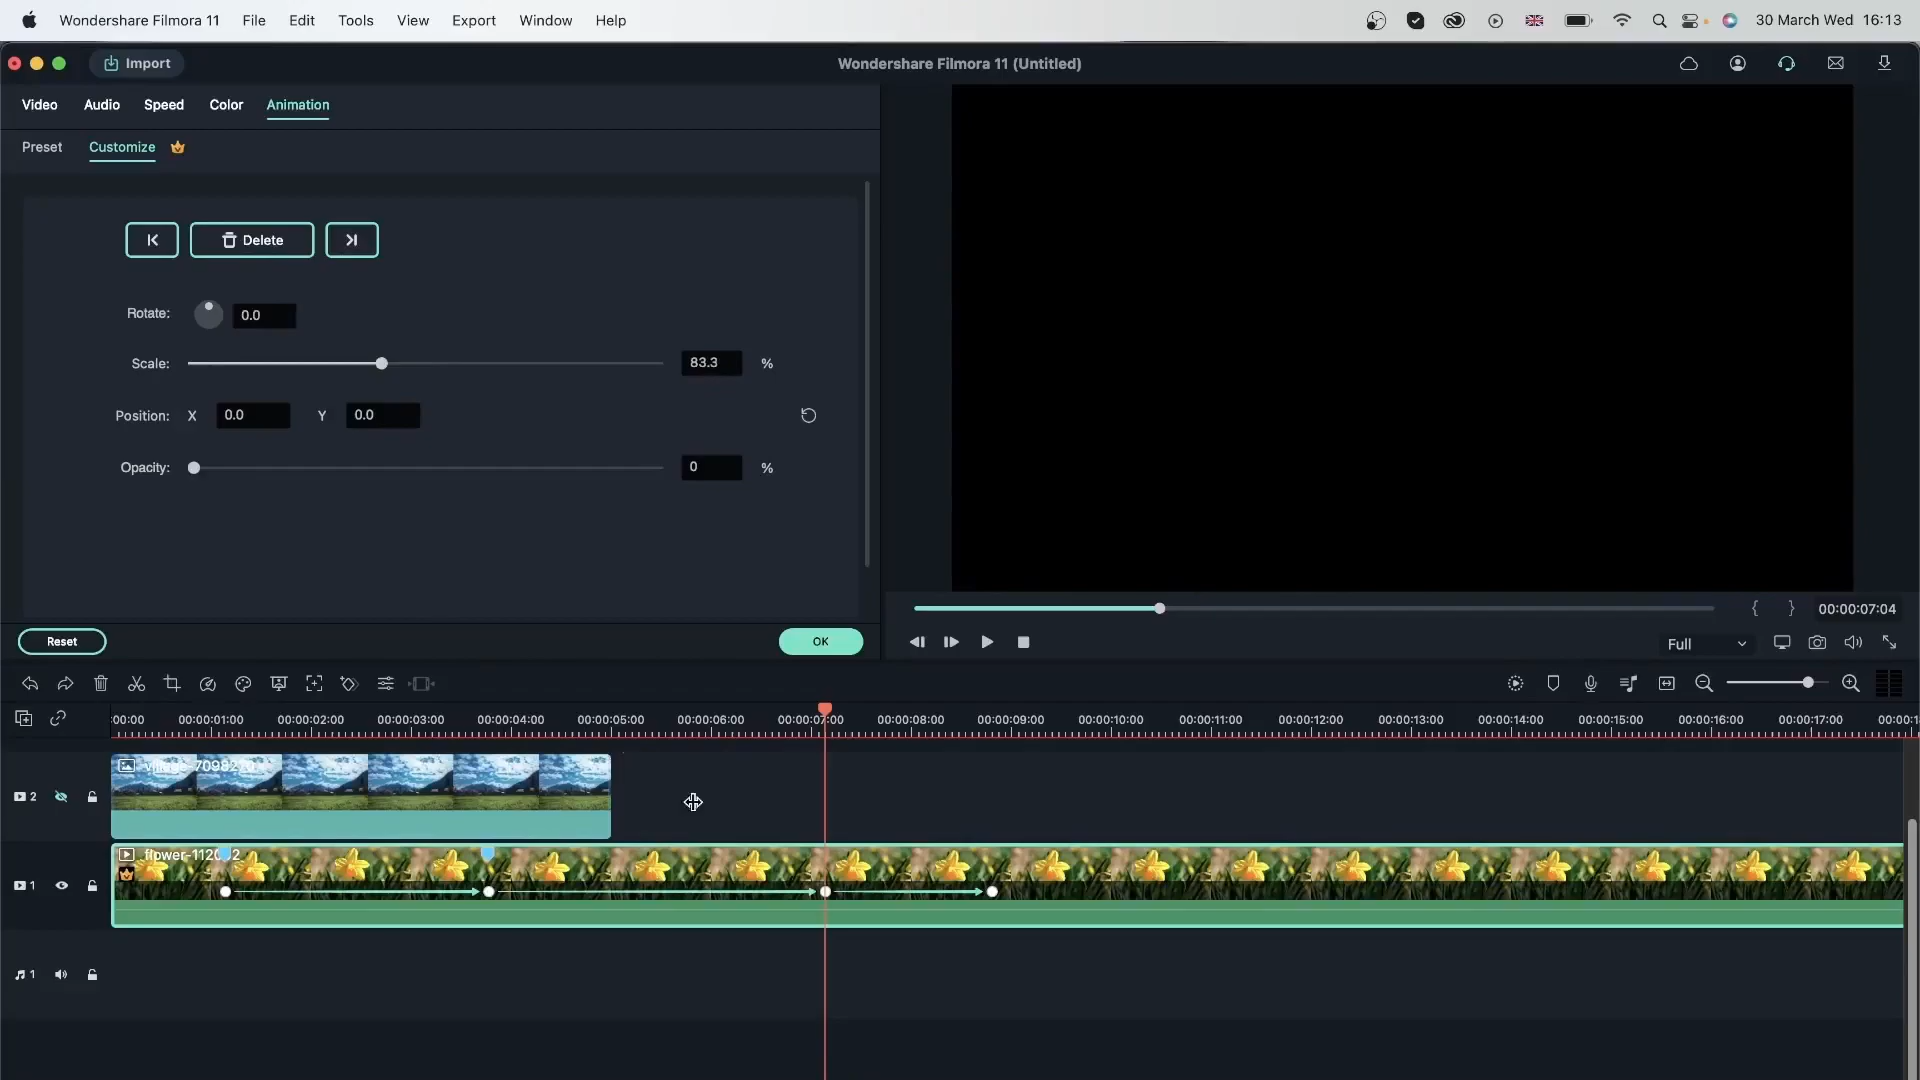 Wondershare Filmora 11 File Edit Tools View Export Window Help 30 March Wed 16:13
Import Wondershare Filmora 11 (Untitled)
Video Audio Speed Color Animation
Preset Customize
Delete
Rotate: 0.0
Scale: 83.3 %
Position: X 0.0 Y 0.0
Opacity: 0 %
Reset OK
{ } 00:00:07:04
Full
:00:00 00:00:01:00 00:00:02:00 00:00:03:00 00:00:04:00 00:00:05:00 00:00:06:00 00:00:07:00 00:00:08:00 00:00:09:00 00:00:10:00 00:00:11:00 00:00:12:00 00:00:13:00 00:00:14:00 00:00:15:00 00:00:16:00 00:00:17:00 00:00:1
2
1
1